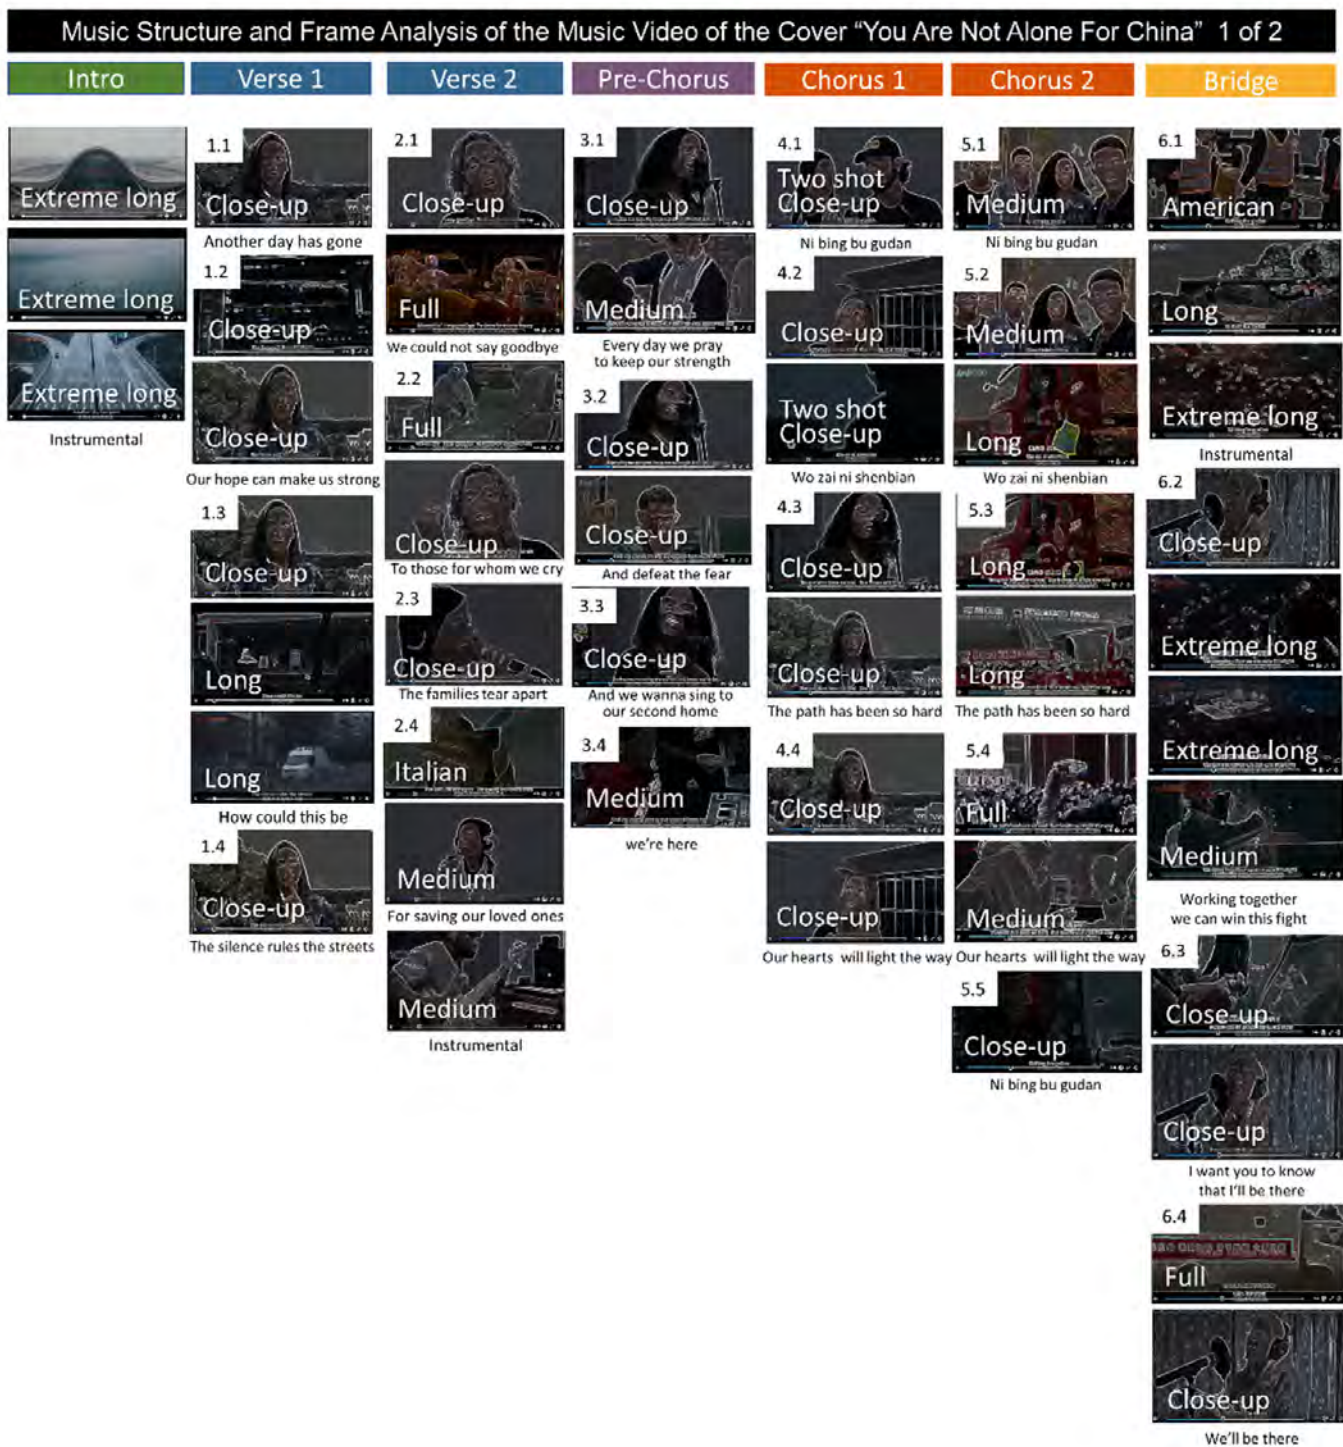 Music Structure and Frame Analysis of the Music Video of the Cover “You Are Not Alone For China” 1 of 2
Intro
Extreme long
Extreme long
Extreme long
Instrumental
Verse 1
1.1
Close-up
Another day has gone
1.2
Close-up
Close-up
Our hope can make us strong
1.3
Close-up
Long
Long
How could this be
1.4
Close-up
The silence rules the streets
Verse 2
2.1
Close-up
Full
We could not say goodbye
2.2
Full
Close-up
To those for whom we cry
2.3
Close-up
The families tear apart
2.4
Italian
Medium
For saving our loved ones
Medium
Instrumental
Pre-Chorus
3.1
Close-up
Medium
Every day we pray
to keep our strength
3.2
Close-up
Close-up
And defeat the fear
3.3
Close-up
And we wanna sing to
our second home
3.4
Medium
we’re here
Chorus 1
4.1
Two shot
Close-up
Ni bing bu gudan
4.2
Close-up
Two shot
Close-up
Wo zai ni shenbian
4.3
Close-up
Close-up
The path has been so hard
4.4
Close-up
Close-up
Our hearts will light the way
Chorus 2
5.1
Medium
Ni bing bu gudan
5.2
Medium
Long
Wo zai ni shenbian
5.3
Long
Long
The path has been so hard
5.4
Full
Medium
Our hearts will light the way
5.5
Close-up
Ni bing bu gudan
Bridge
6.1
American
Long
Extreme long
Instrumental
6.2
Close-up
Extreme long
Extreme long
Medium
Working together
we can win this fight
6.3
Close-up
Close-up
I want you to know
that I’ll be there
6.4
Full
Close-up
We’ll be there